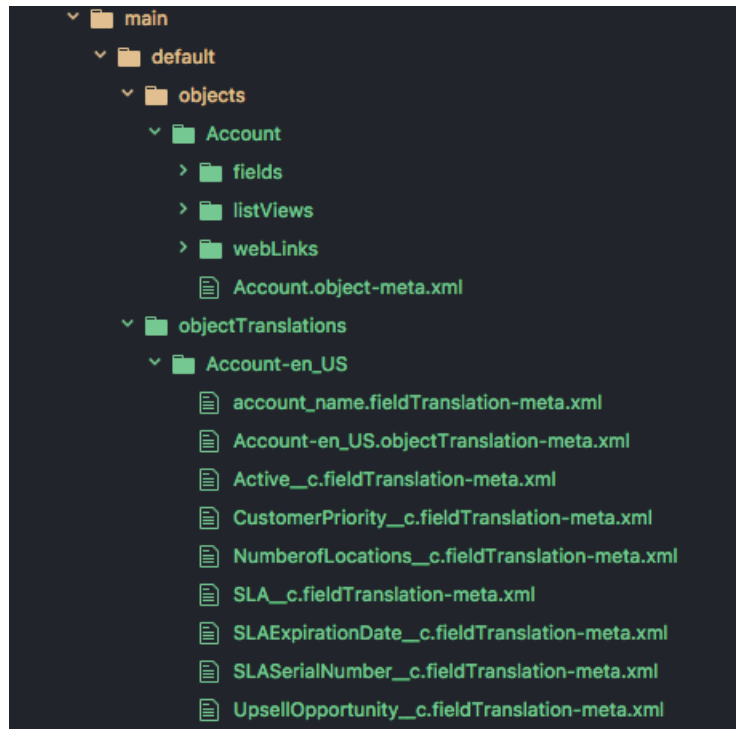 main
default
objects
Account
fields
listViews
webLinks
Account.object-meta.xml
objectTranslations
Account-en_US
account_name.fieldTranslation-meta.xml
Account-en_US.objectTranslation-meta.xml
Active__c.fieldTranslation-meta.xml
CustomerPriority__c.fieldTranslation-meta.xml
NumberofLocations__c.fieldTranslation-meta.xml
SLA__c.fieldTranslation-meta.xml
SLAExpirationDate__c.fieldTranslation-meta.xml
SLASerialNumber__c.fieldTranslation-meta.xml
UpsellOpportunity__c.fieldTranslation-meta.xml